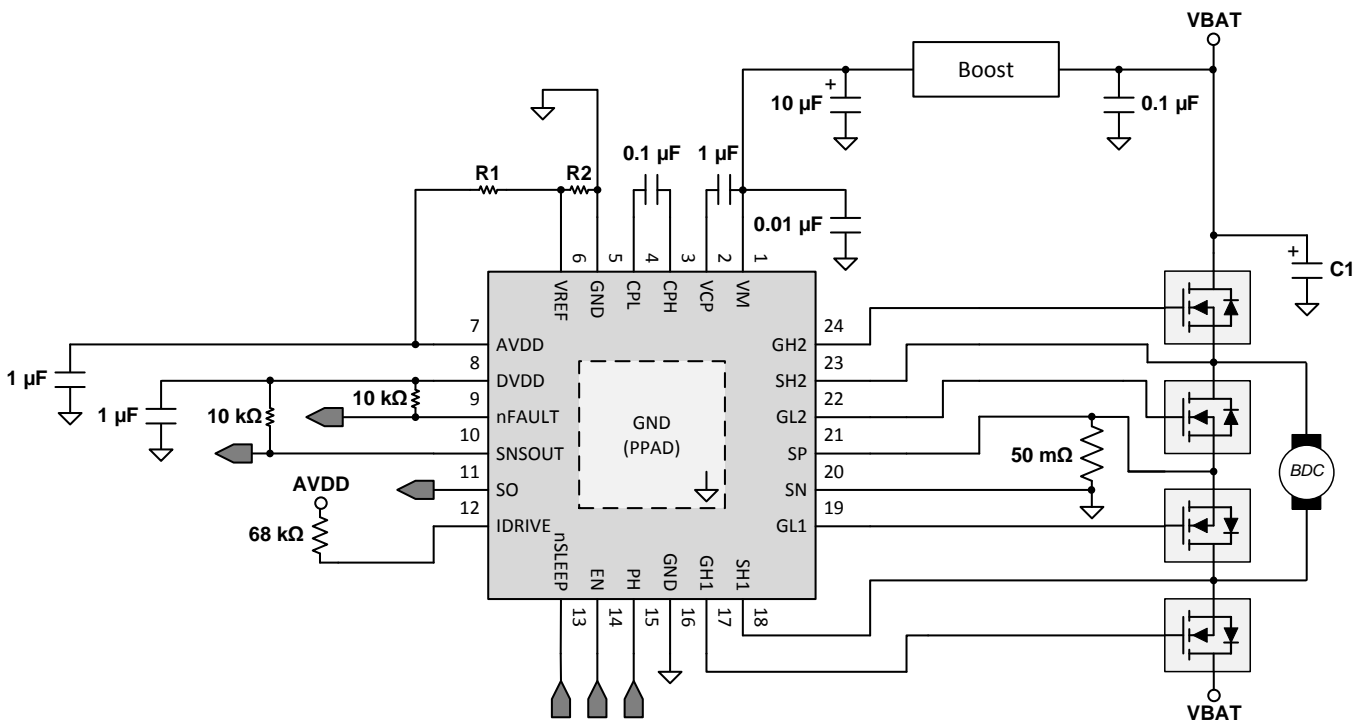 VBAT
Boost
10 µF
+
0.1 µF
R1
R2
0.1 µF
1 µF
0.01 µF
+
C1
6
5
4
3
2
1
VREF
GND
CPL
CPH
VCP
VM
7
AVDD
8
DVDD
9
nFAULT
10
SNSOUT
11
SO
12
IDRIVE
1 µF
1 µF
10 kΩ
10 kΩ
AVDD
68 kΩ
GND
(PPAD)
24
GH2
23
SH2
22
GL2
21
SP
20
SN
19
GL1
50 mΩ
BDC
nSLEEP
EN
PH
GND
GH1
SH1
13
14
15
16
17
18
VBAT